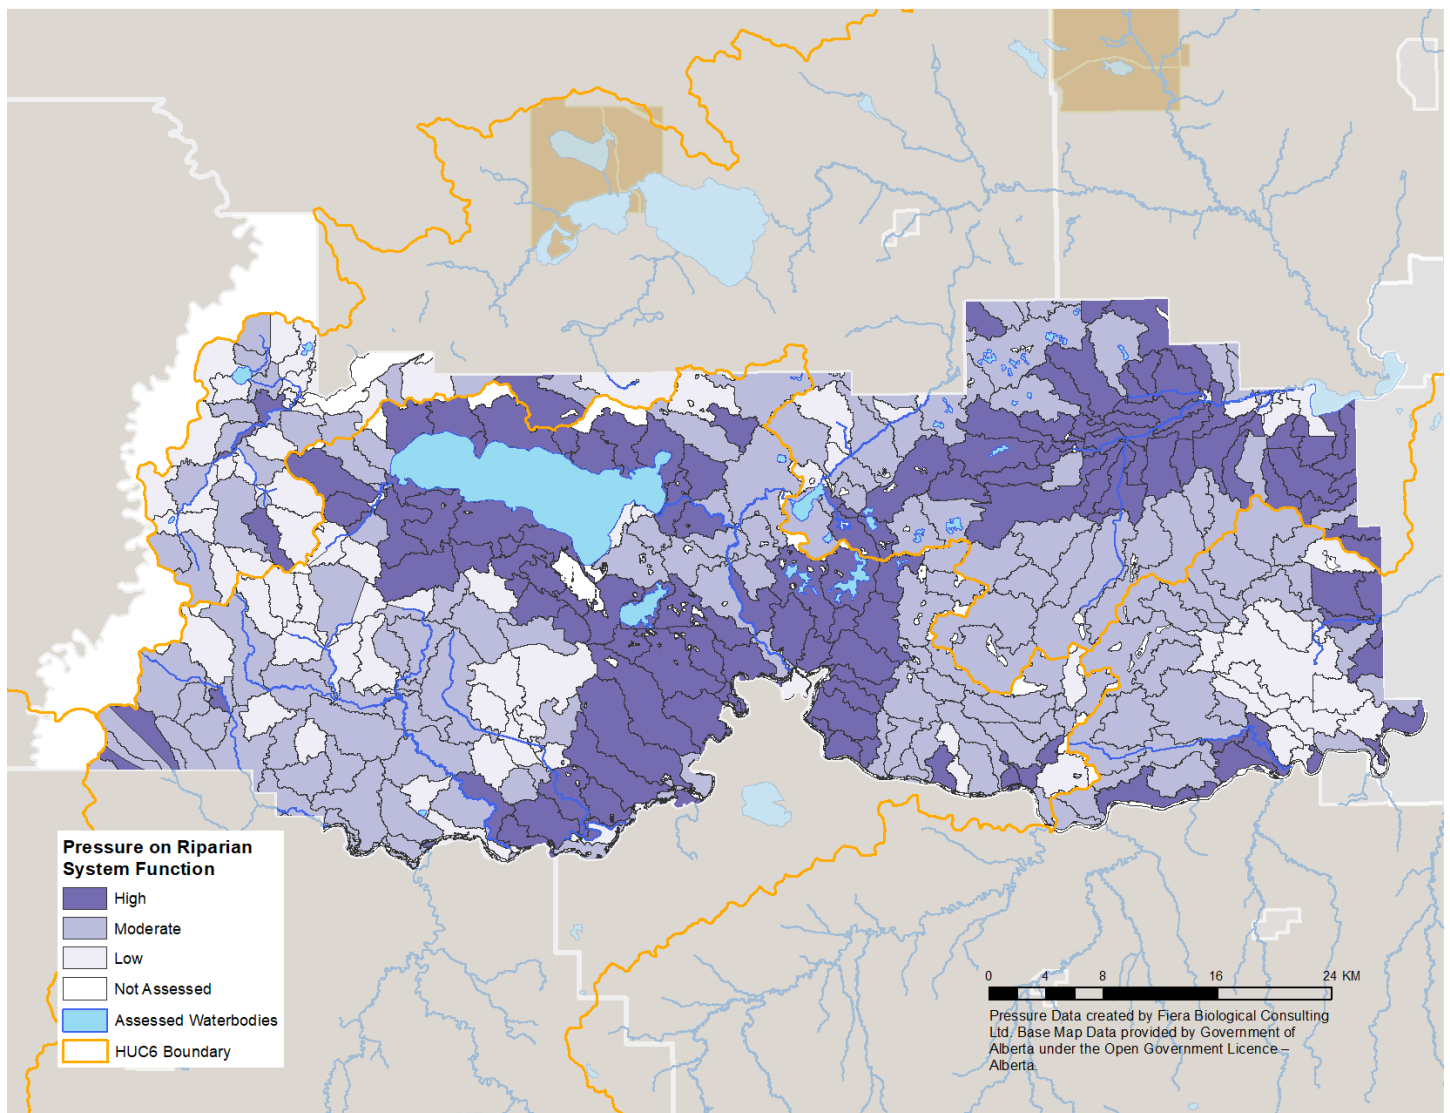 Pressure on Riparian
System Function
High
Moderate
Low
Not Assessed
Assessed Waterbodies
HUC6 Boundary
0 4 8 16 24 KM
Pressure Data created by Fiera Biological Consulting
Ltd. Base Map Data provided by Government of
Alberta under the Open Government Licence –
Alberta.